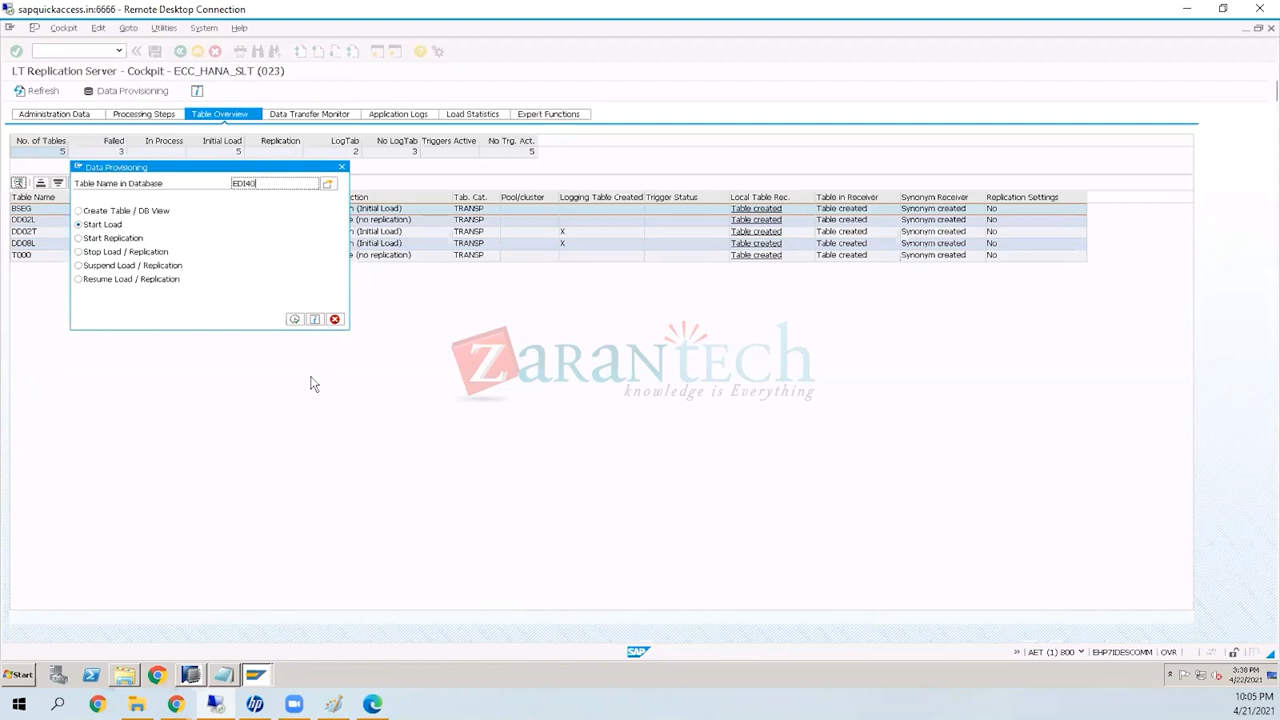 sapquickaccess.in:6666 - Remote Desktop Connection
Cockpit Edit Goto Utilities System Help
LT Replication Server - Cockpit - ECC_HANA_SLT (023)
Refresh Data Provisioning
Administration Data Processing Steps Table Overview Data Transfer Monitor Application Logs Load Statistics Expert Functions
No. of Tables Failed In Process Initial Load Replication LogTab No LogTab Triggers Active No Trg. Act.
5 3 5 2 3 5
Data Provisioning
Table Name in Database EDI40
Create Table / DB View
Start Load
Start Replication
Stop Load / Replication
Suspend Load / Replication
Resume Load / Replication
Table Name ction Tab. Cat. Pool/cluster Logging Table Created Trigger Status Local Table Rec. Table in Receiver Synonym Receiver Replication Settings
BSEG n (Initial Load) TRANSP Table created Table created Synonym created No
DD02L e (no replication) TRANSP Table created Table created Synonym created No
DD02T n (Initial Load) TRANSP X Table created Table created Synonym created No
DD08L n (Initial Load) TRANSP X Table created Table created Synonym created No
T000 e (no replication) TRANSP Table created Table created Synonym created No
ZaranTech
knowledge is Everything
SAP
AET (1) 800 EHP7IDESCOMM OVR
Start
3:38 PM
4/22/2021
10:05 PM
4/21/2021